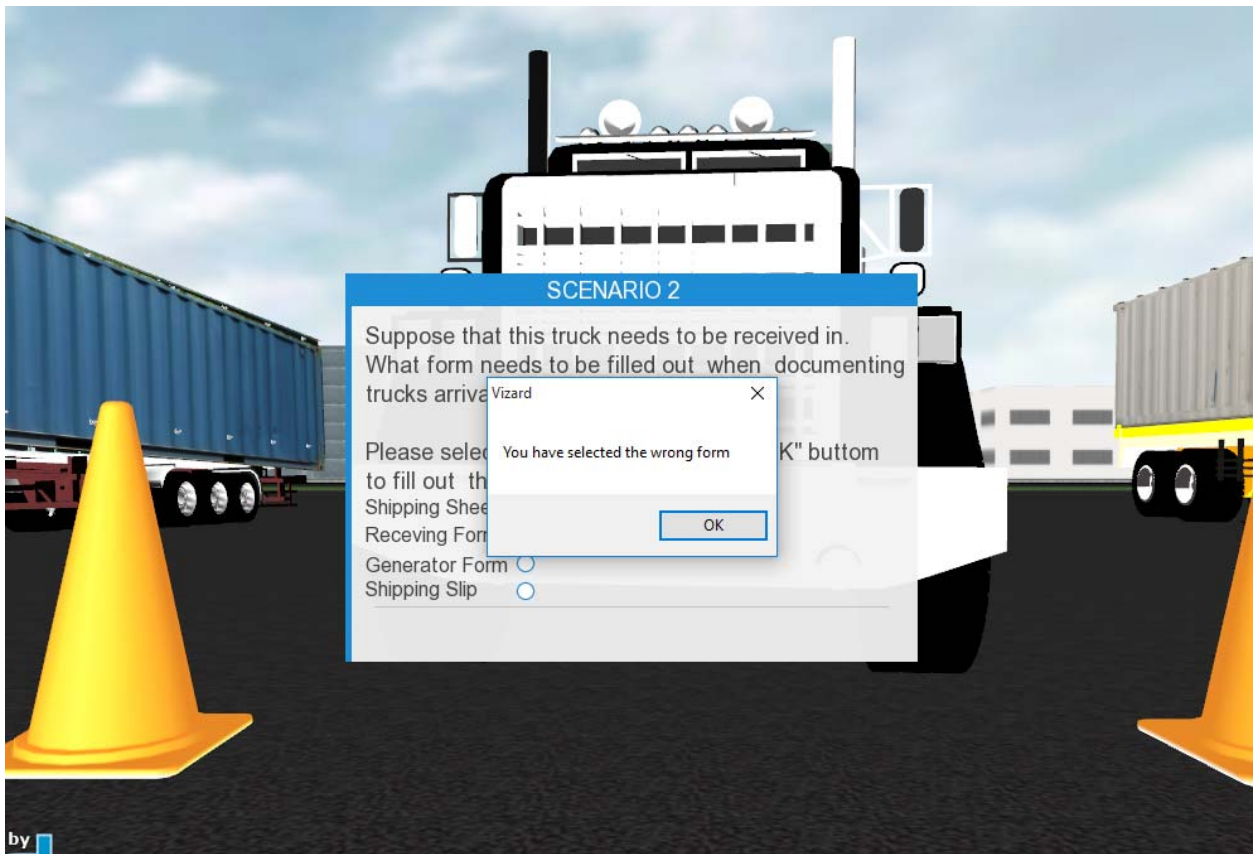 SCENARIO 2
Suppose that this truck needs to be received in.
What form needs to be filled out when documenting
trucks arriva
Vizard
You have selected the wrong form
Please selec K" buttom
to fill out th
Shipping Shee
OK
Receving For
Generator Form
Shipping Slip
by